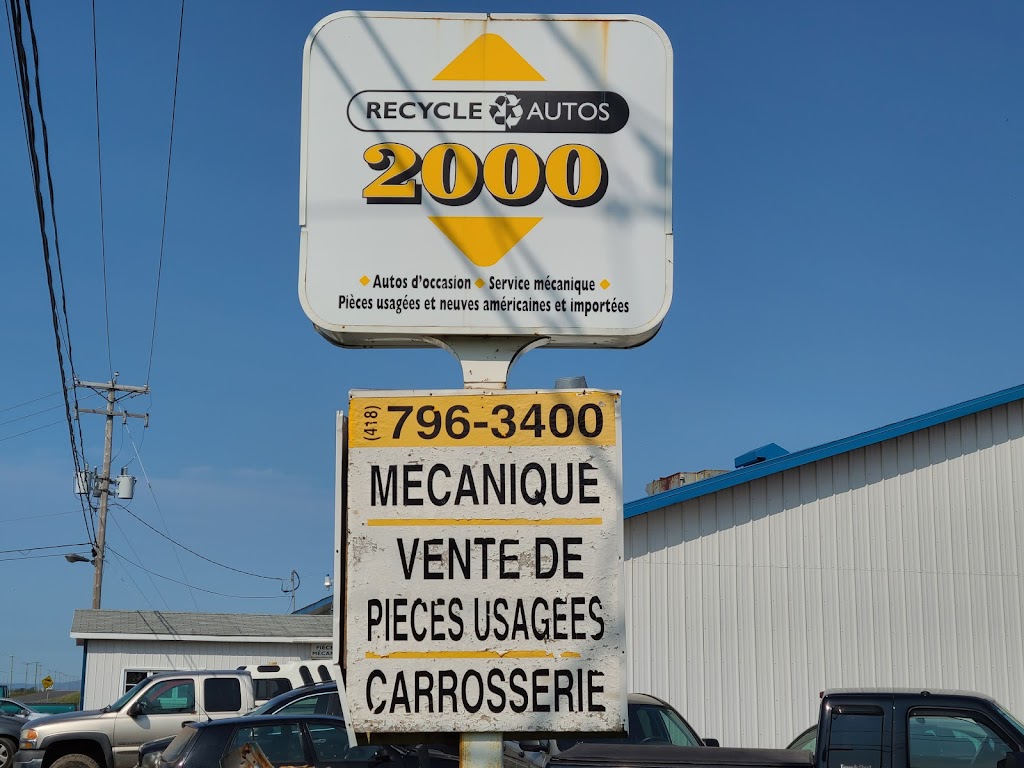 RECYCLE AUTOS
2000
Autos d'occasion Service mécanique
Pièces usagées et neuves américaines et importées
(418) 796-3400
MECANIQUE
VENTE DE
PIECES USAGEES
CARROSSERIE